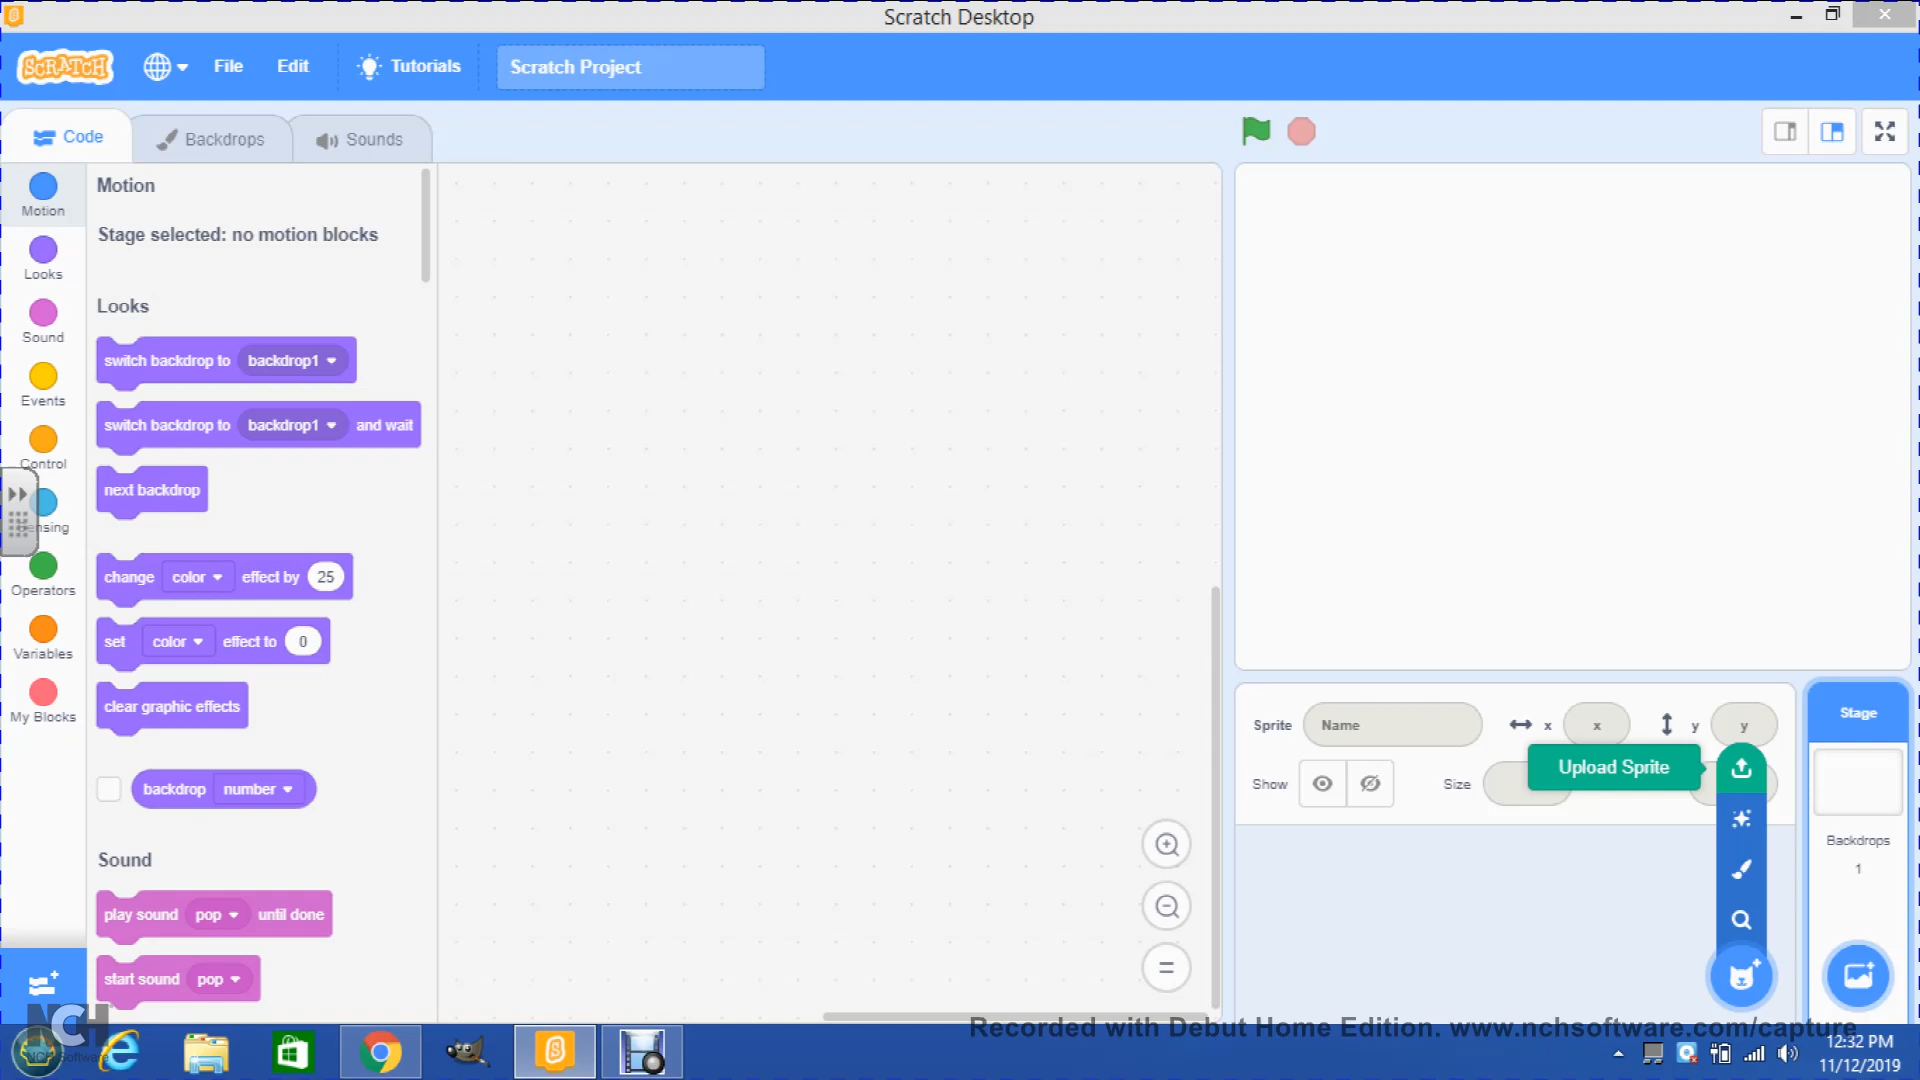 Scratch Desktop
SCRATCH File Edit Tutorials Scratch Project
Code Backdrops Sounds
Motion
Looks
Sound
Events
Control
Operators
Variables
My Blocks
Motion
Stage selected: no motion blocks
Looks
switch backdrop to backdrop1
switch backdrop to backdrop1 and wait
next backdrop
change color effect by 25
set color effect to 0
clear graphic effects
backdrop number
Sound
play sound pop until done
start sound pop
Sprite Name x x y y
Upload Sprite
Show Size
Stage
Backdrops
1
NCH
NCH Software
Recorded with Debut Home Edition. www.nchsoftware.com/capture
12:32 PM
11/12/2019